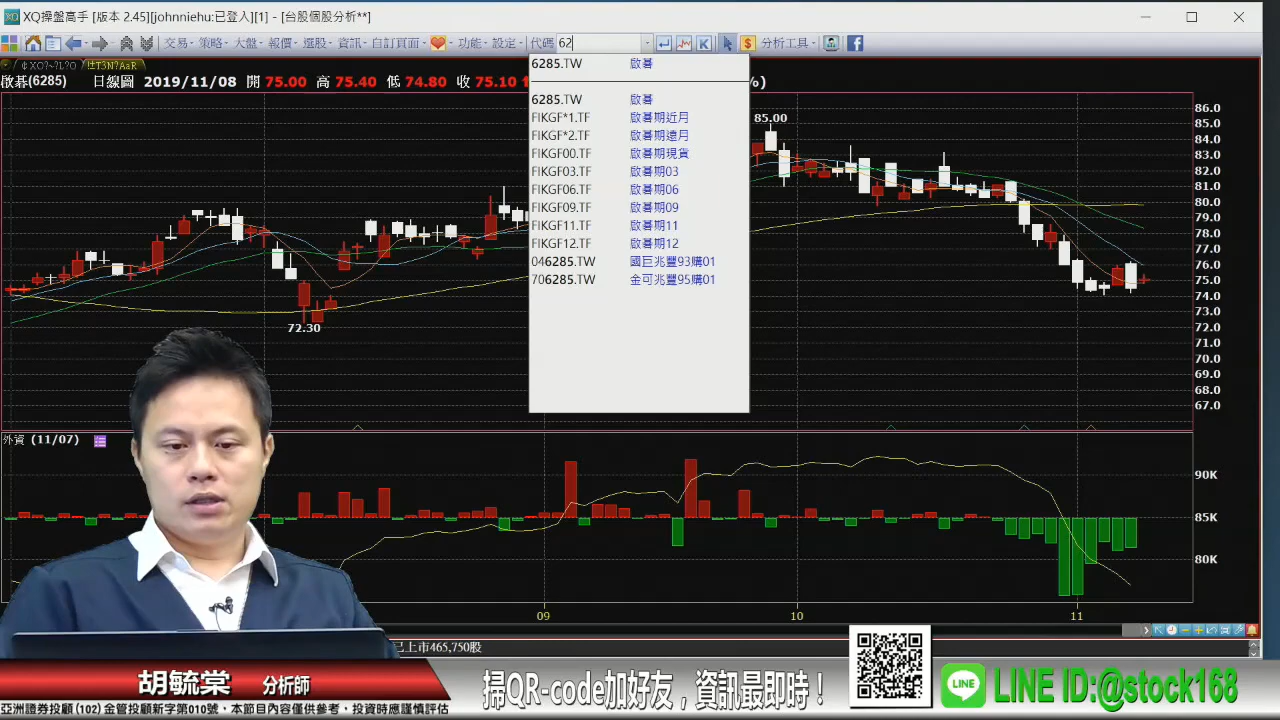 XQ操盤高手 [版本 2.45][johnniehu:已登入][1] - [台股個股分析**]
交易 策略 大盤 報價 選股 資訊 自訂頁面 功能 設定 代碼 62 K $ 分析工具
啟碁(6285) 日線圖 2019/11/08 開 75.00 高 75.40 低 74.80 收 75.10
6285.TW 啟碁
6285.TW 啟碁
FIKGF*1.TF 啟碁期近月
FIKGF*2.TF 啟碁期遠月
FIKGF00.TF 啟碁期現貨
FIKGF03.TF 啟碁期03
FIKGF06.TF 啟碁期06
FIKGF09.TF 啟碁期09
FIKGF11.TF 啟碁期11
FIKGF12.TF 啟碁期12
046285.TW 國巨兆豐93購01
706285.TW 金可兆豐95購01
85.00
72.30
86.0
85.0
84.0
83.0
82.0
81.0
80.0
79.0
78.0
77.0
76.0
75.0
74.0
73.0
72.0
71.0
70.0
69.0
68.0
67.0
外資 (11/07)
90K
85K
80K
09 10 11
已上市465,750股
胡毓棠 分析師
亞洲證券投顧(102)金管投顧新字第010號,本節目內容僅供參考,投資時應謹慎評估
掃QR-code加好友,資訊最即時!
LINE
LINE ID:@stock168